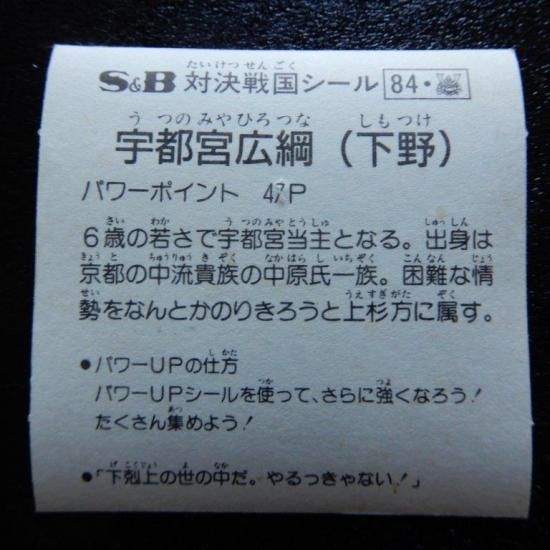 たいけつせんごく
S&B 対決戦国シール 84・
うつのみやひろつな しもつけ
宇都宮広綱(下野)
パワーポイント 47P
さい わか うつのみやとうしゅ しゅっしん
6歳の若さで宇都宮当主となる。出身は
きょうと ちゅうりゅうきぞく なかはらしいちぞく こんなん じょう
京都の中流貴族の中原氏一族。困難な情
せい うえすぎがた ぞく
勢をなんとかのりきろうと上杉方に属す。
しかた
●パワーUPの仕方
つか つよ
パワーUPシールを使って、さらに強くなろう!
あつ
たくさん集めよう!
げこくじょう よ なか
●「下剋上の世の中だ。やるっきゃない!」